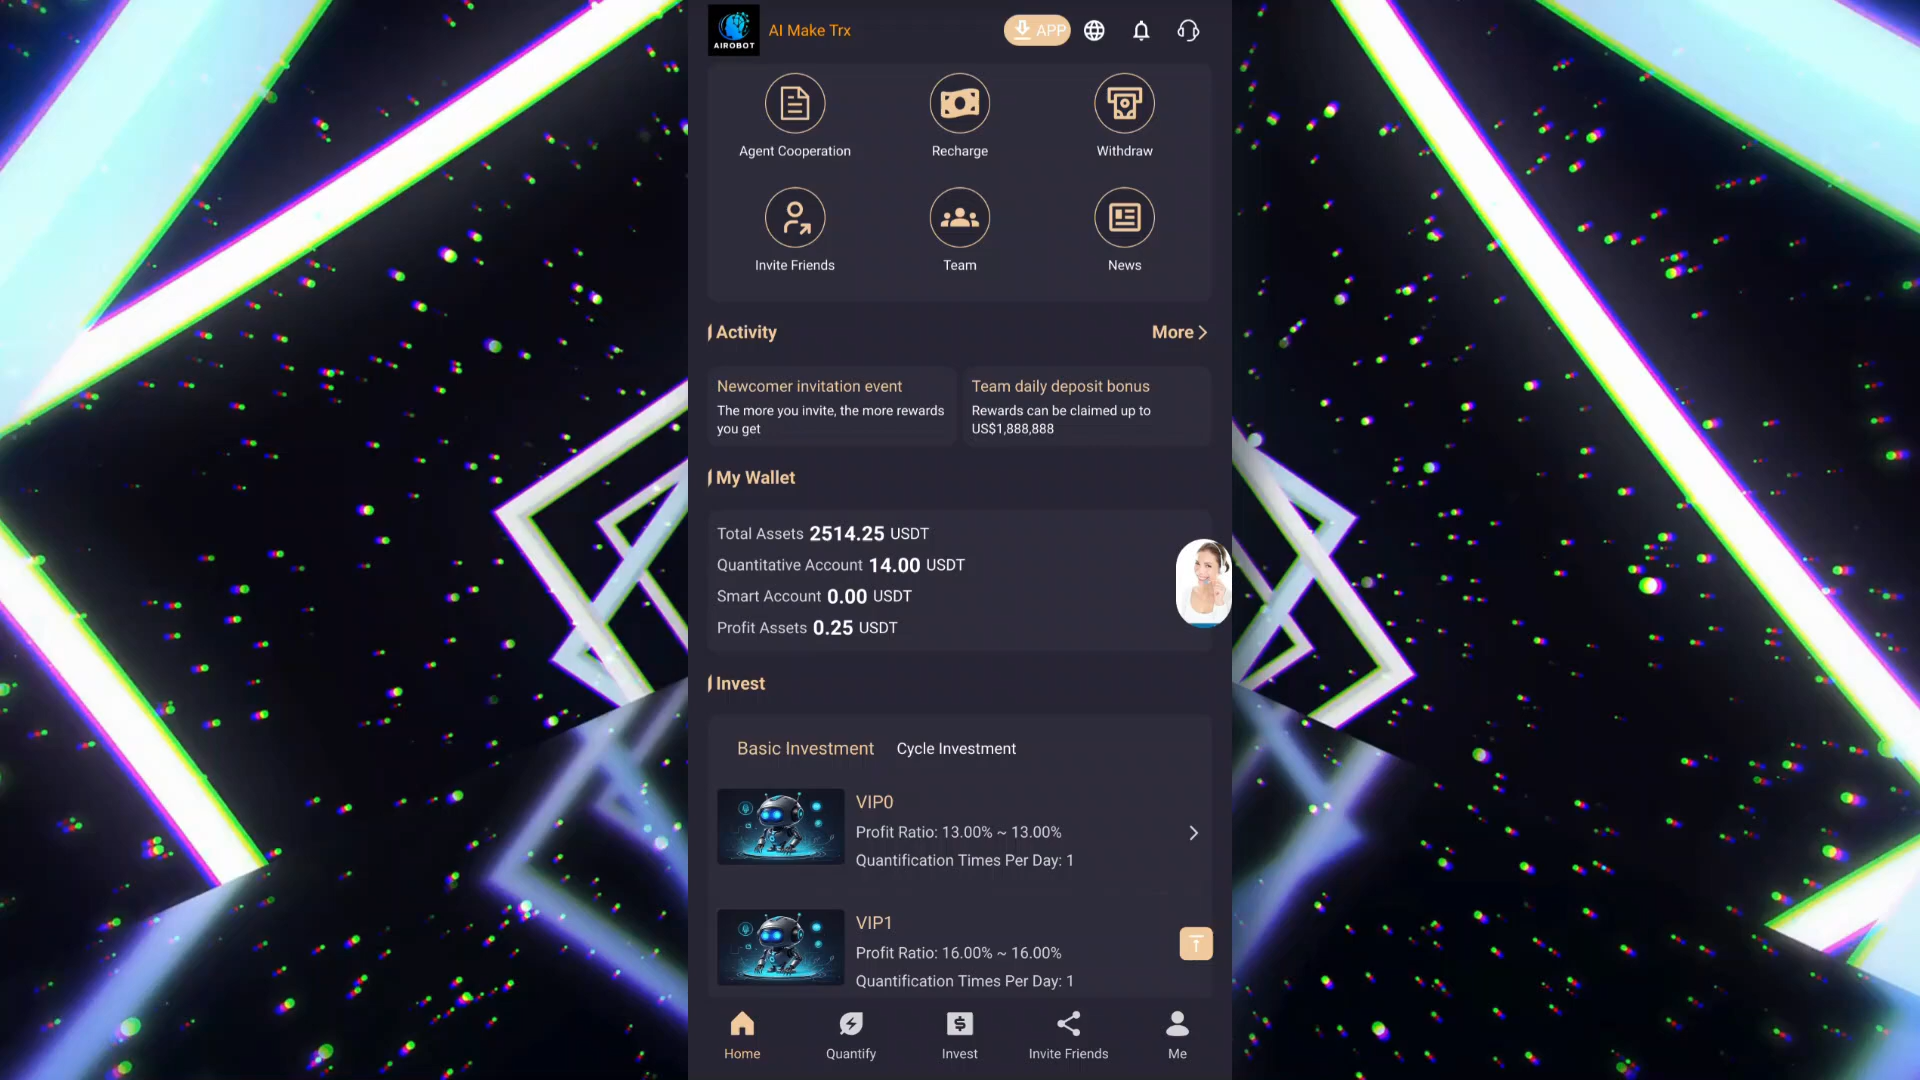 AIROBOT
AI Make Trx
APP
Agent Cooperation
Recharge
Withdraw
Invite Friends
Team
News
Activity
More
Newcomer invitation event
The more you invite, the more rewards
you get
Team daily deposit bonus
Rewards can be claimed up to
US$1,888,888
My Wallet
Total Assets 2514.25 USDT
Quantitative Account 14.00 USDT
Smart Account 0.00 USDT
Profit Assets 0.25 USDT
Invest
Basic Investment
Cycle Investment
VIP0
Profit Ratio: 13.00% ~ 13.00%
Quantification Times Per Day: 1
VIP1
Profit Ratio: 16.00% ~ 16.00%
Quantification Times Per Day: 1
Home
Quantify
Invest
Invite Friends
Me